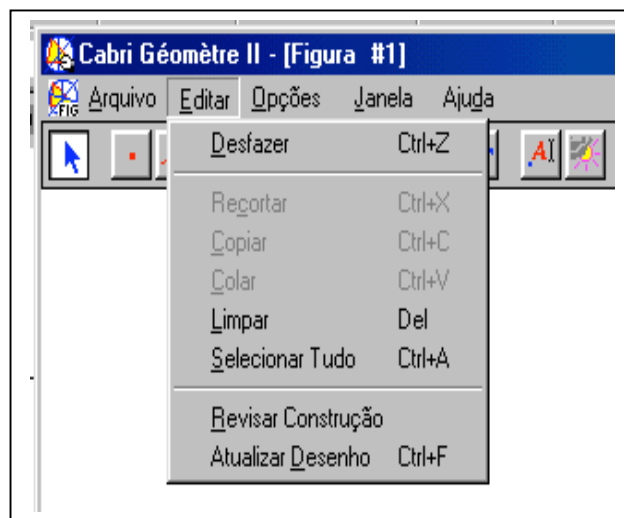 Cabri Géomètre II - [Figura #1]
FIG Arquivo Editar Opções Janela Ajuda
A
Desfazer Ctrl+Z
Recortar Ctrl+X
Copiar Ctrl+C
Colar Ctrl+V
Limpar Del
Selecionar Tudo Ctrl+A
Revisar Construção
Atualizar Desenho Ctrl+F